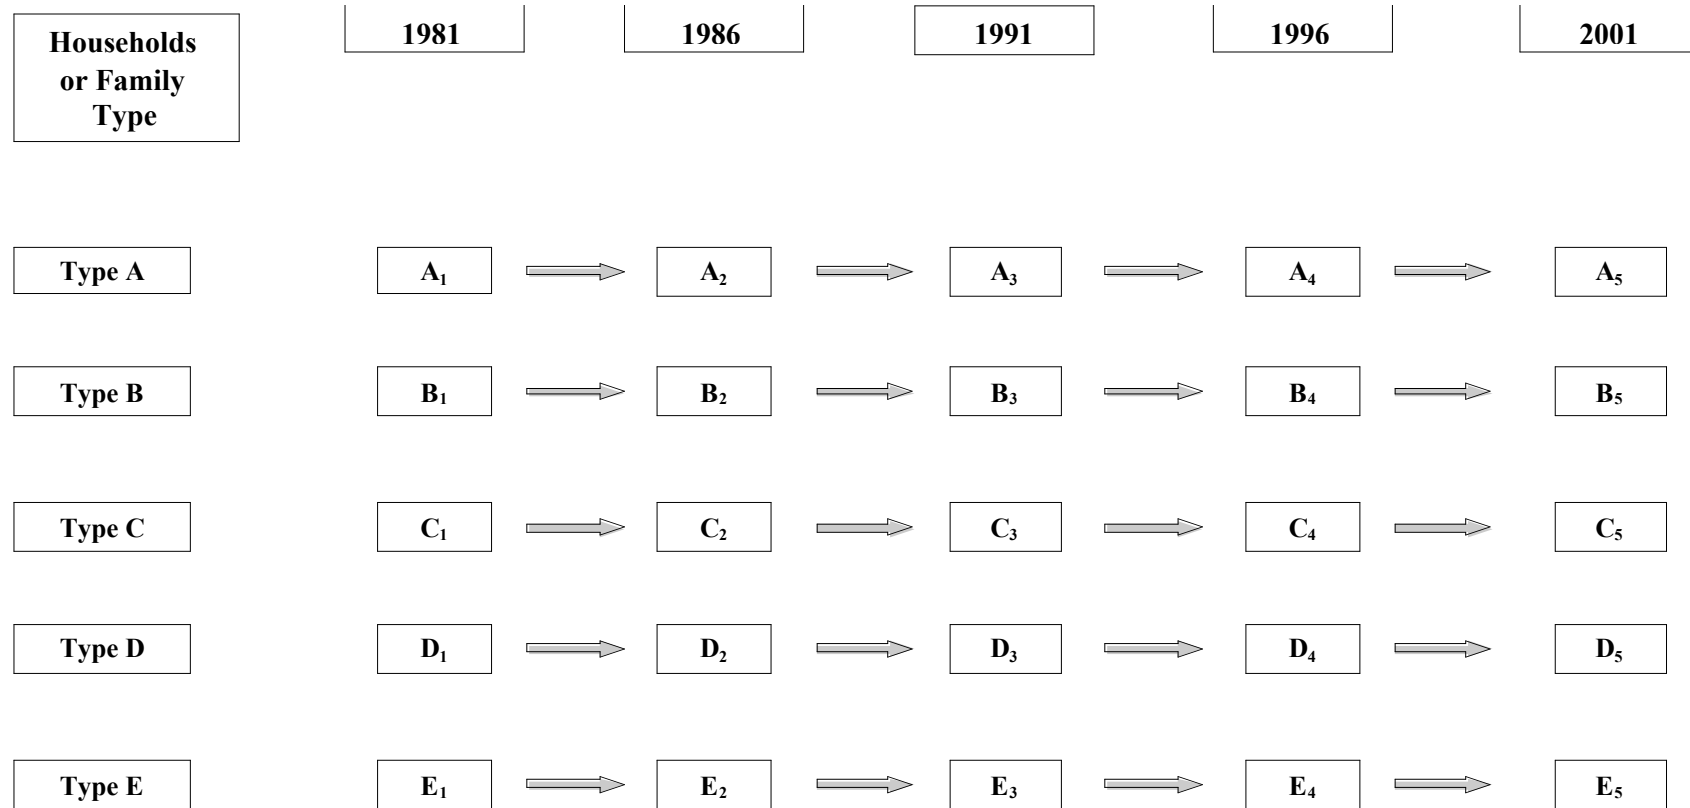 Households
or Family
Type
1981 1986 1991 1996 2001
Type A A₁ A₂ A₃ A₄ A₅
Type B B₁ B₂ B₃ B₄ B₅
Type C C₁ C₂ C₃ C₄ C₅
Type D D₁ D₂ D₃ D₄ D₅
Type E E₁ E₂ E₃ E₄ E₅